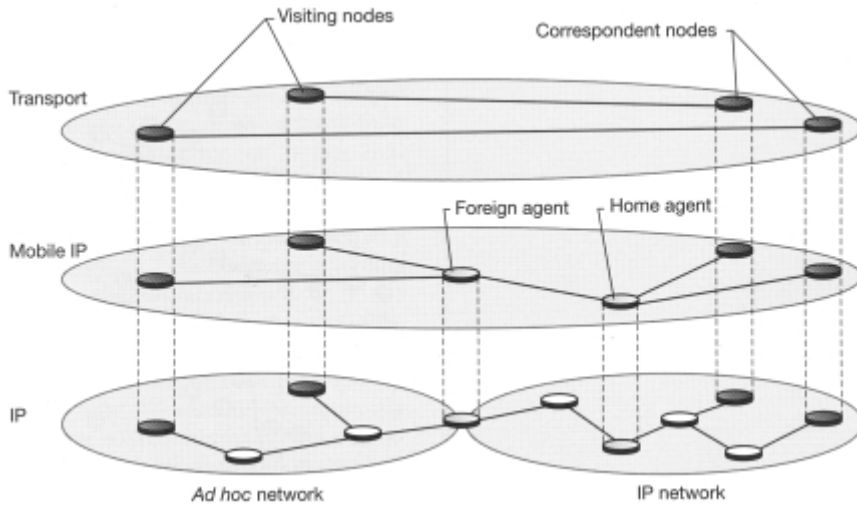 Visiting nodes
Correspondent nodes
Transport
Foreign agent
Home agent
Mobile IP
IP
Ad hoc network
IP network